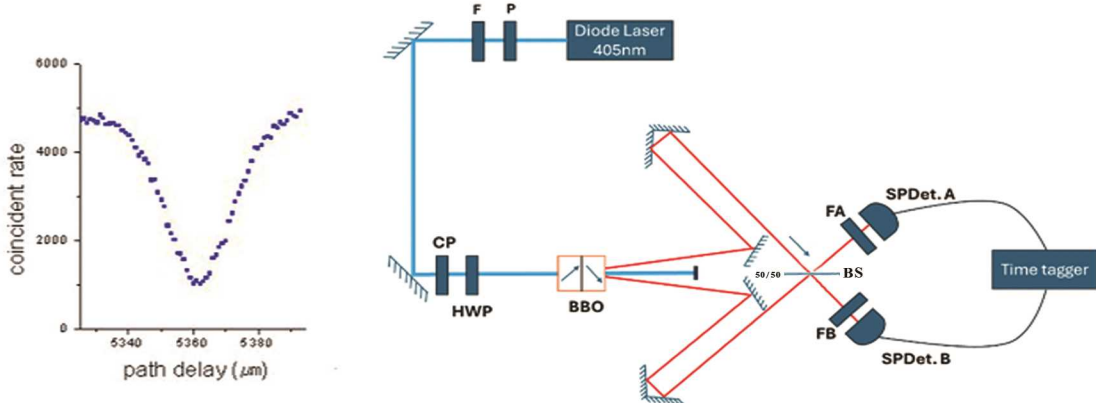 coincident rate
6000
4000
2000
0
5340
5360
5380
path delay (μm)
F
P
Diode Laser
405nm
CP
HWP
BBO
50/50
BS
FA
SPDet. A
FB
SPDet. B
Time tagger